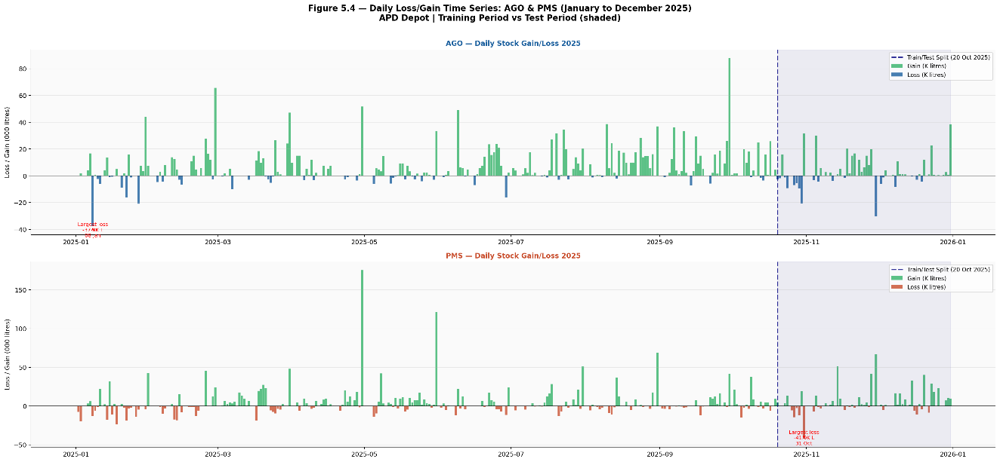 Figure 5.4 — Daily Loss/Gain Time Series: AGO & PMS (January to December 2025)
APD Depot | Training Period vs Test Period (shaded)
AGO — Daily Stock Gain/Loss 2025
Loss / Gain (000 litres)
80
60
40
20
0
−20
−40
Train/Test Split (20 Oct 2025)
Gain (K litres)
Loss (K litres)
Largest loss
08 Jan
2025-01
2025-03
2025-05
2025-07
2025-09
2025-11
2026-01
PMS — Daily Stock Gain/Loss 2025
Loss / Gain (000 litres)
150
100
50
0
−50
Train/Test Split (20 Oct 2025)
Gain (K litres)
Loss (K litres)
Largest loss
31 Oct
2025-01
2025-03
2025-05
2025-07
2025-09
2025-11
2026-01